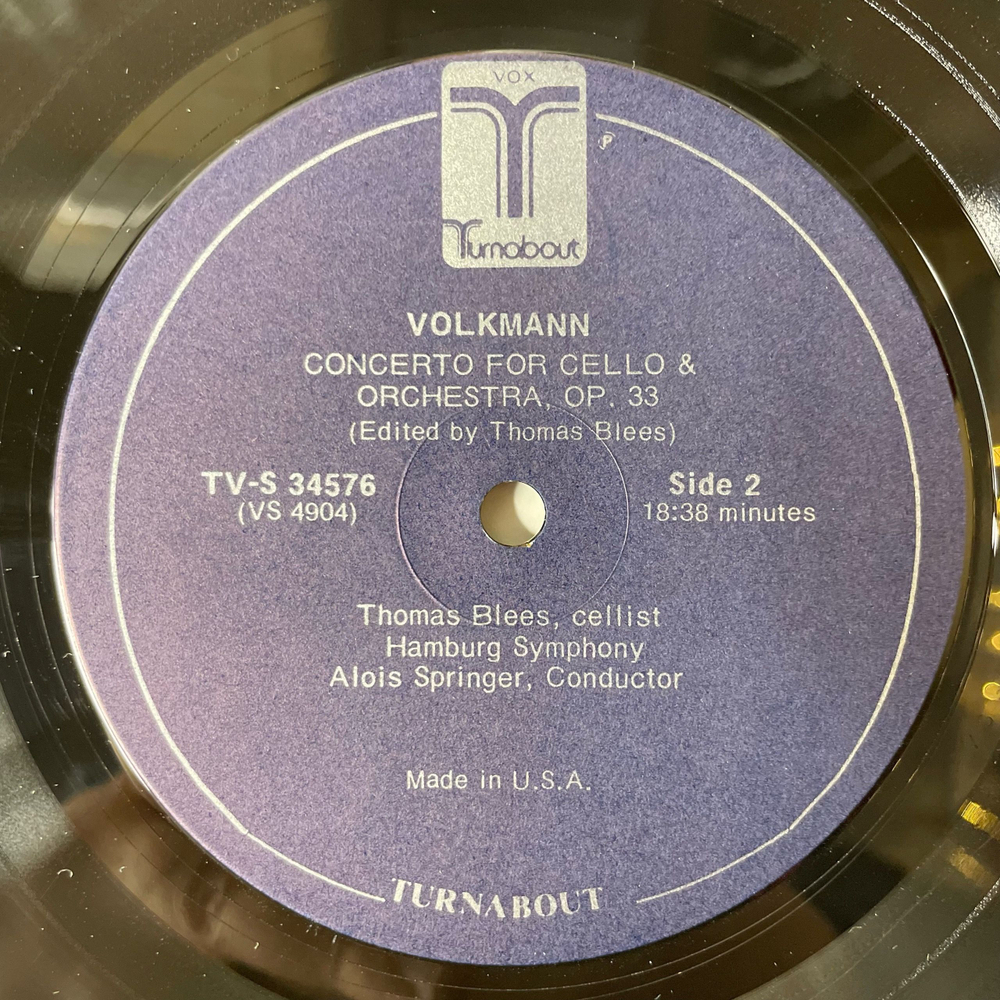 VOX
Turnabout
℗
VOLKMANN
CONCERTO FOR CELLO &
ORCHESTRA, OP. 33
(Edited by Thomas Blees)
TV-S 34576
(VS 4904)
Side 2
18:38 minutes
Thomas Blees, cellist
Hamburg Symphony
Alois Springer, Conductor
Made in U.S.A.
TURNABOUT